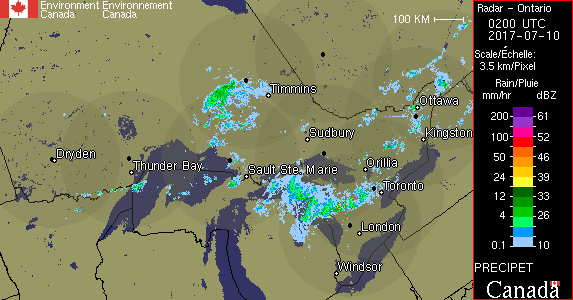 Environment Environnement
Canada Canada
100 KM
Timmins
Ottawa
Sudbury
Kingston
Dryden
Thunder Bay
Sault Ste. Marie
Orillia
Toronto
London
Windsor
Radar - Ontario
0200 UTC
2017-07-10
Scale/Échelle:
3.5 km/Pixel
Rain/Pluie
mm/hr dBZ
200 61
100 52
50 46
24 39
12 33
4 26
0.1 10
PRECIPET
Canada